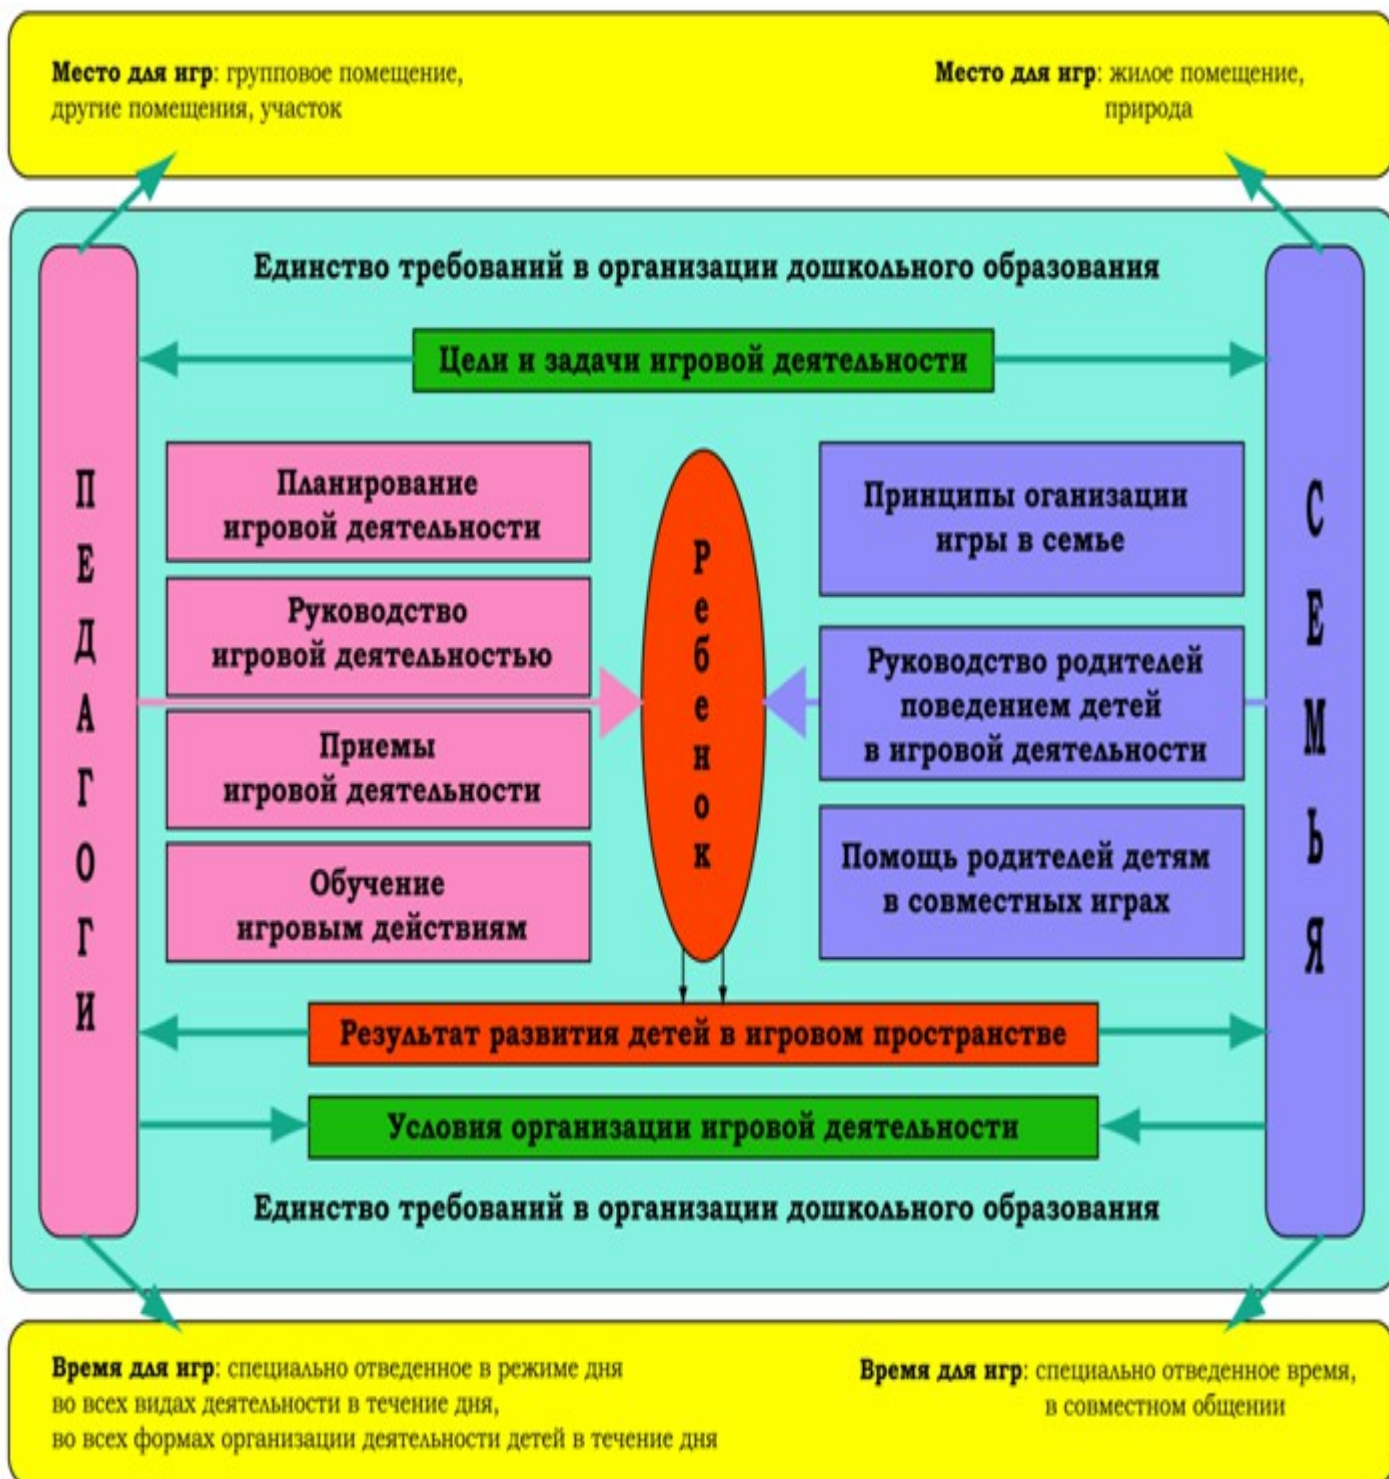 Место для игр: групповое помещение,
другие помещения, участок
Место для игр: жилое помещение,
природа
Единство требований в организации дошкольного образования
Цели и задачи игровой деятельности
ПЕДАГОГИ
Планирование
игровой деятельности
Руководство
игровой деятельностью
Приемы
игровой деятельности
Обучение
игровым действиям
Ребенок
Принципы оганизации
игры в семье
Руководство родителей
поведением детей
в игровой деятельности
Помощь родителей детям
в совместных играх
СЕМЬЯ
Результат развития детей в игровом пространстве
Условия организации игровой деятельности
Единство требований в организации дошкольного образования
Время для игр: специально отведенное в режиме дня
во всех видах деятельности в течение дня,
во всех формах организации деятельности детей в течение дня
Время для игр: специально отведенное время,
в совместном общении